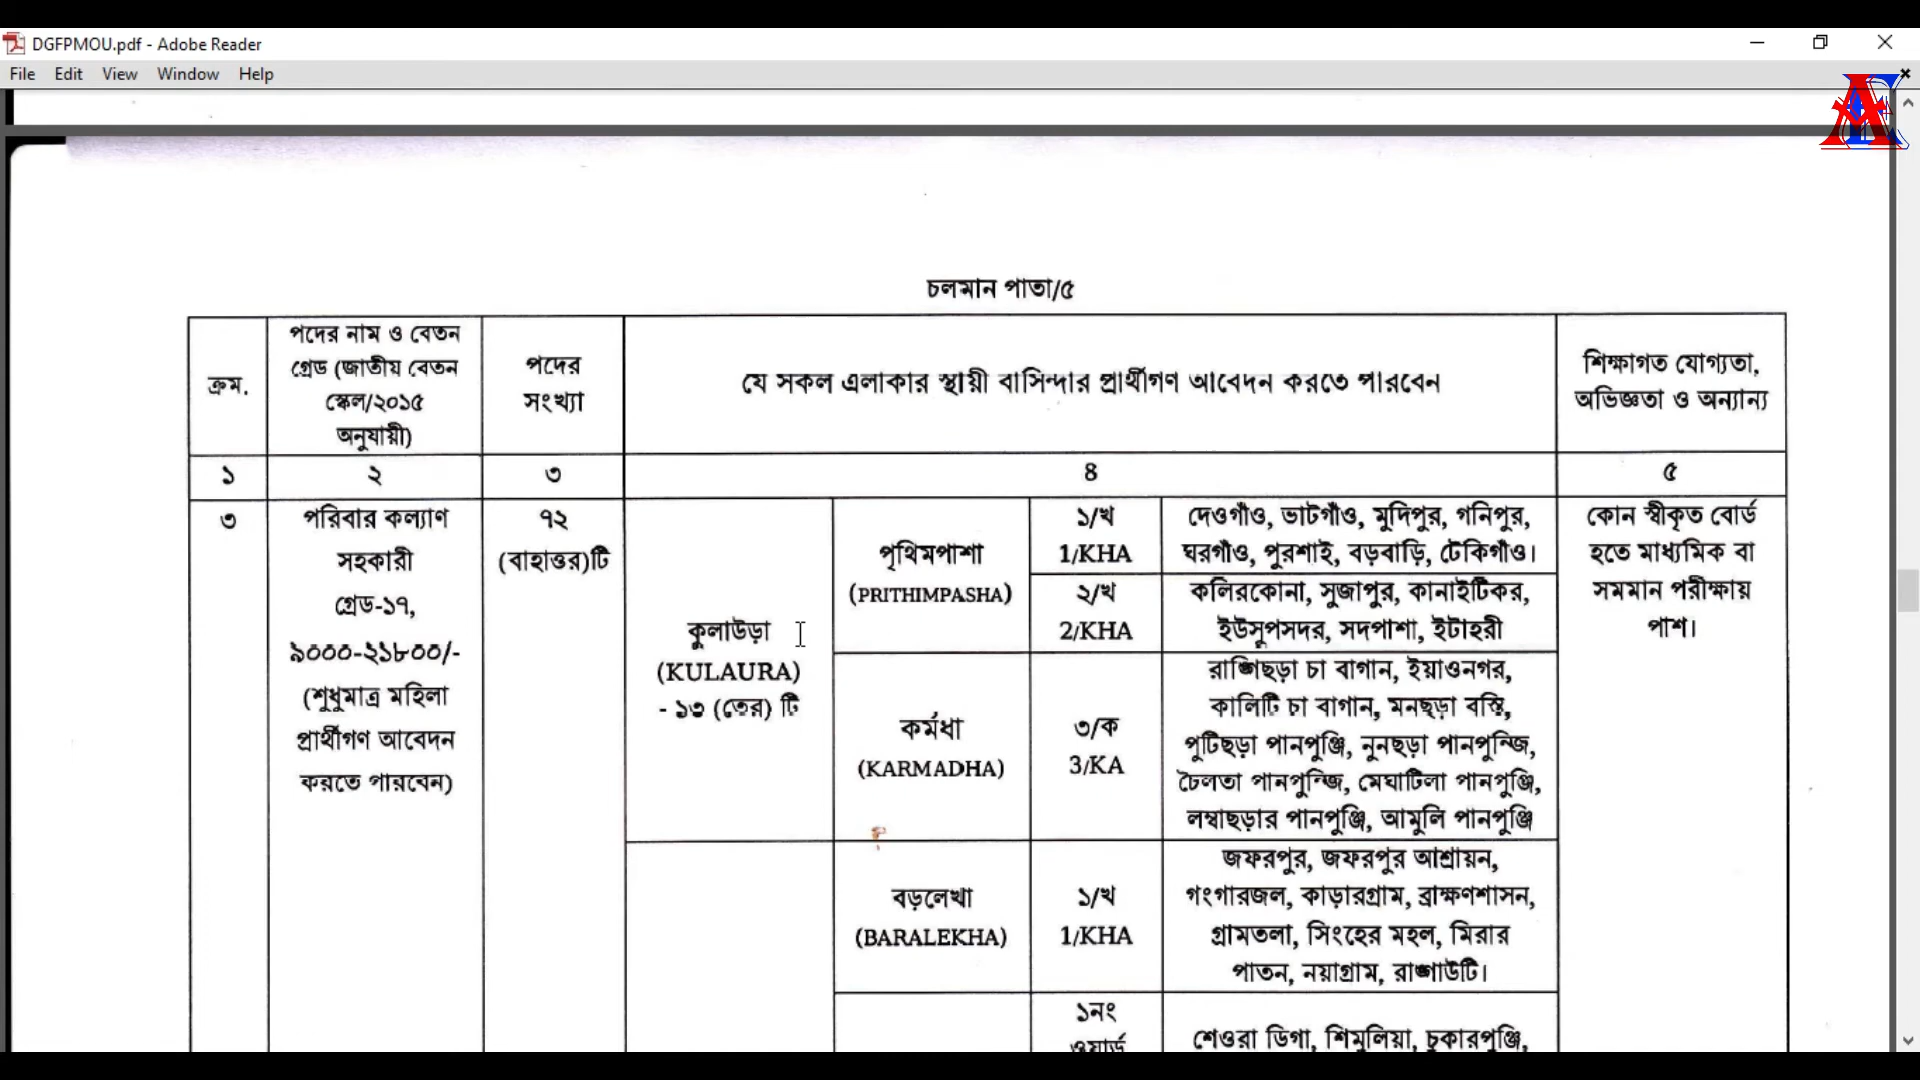 DGFPMOU.pdf - Adobe Reader
File Edit View Window Help
চলমান পাতা/৫
ক্রম.
পদের নাম ও বেতন
গ্রেড (জাতীয় বেতন
স্কেল/২০১৫
অনুযায়ী)
পদের
সংখ্যা
যে সকল এলাকার স্থায়ী বাসিন্দার প্রার্থীগণ আবেদন করতে পারবেন
শিক্ষাগত যোগ্যতা,
অভিজ্ঞতা ও অন্যান্য
১
২
৩
4
৫
৩
পরিবার কল্যাণ
সহকারী
গ্রেড-১৭,
৯০০০-২১৮০০/-
(শুধুমাত্র মহিলা
প্রার্থীগণ আবেদন
করতে পারবেন)
৭২
(বাহাত্তর)টি
কুলাউড়া
(KULAURA)
- ১৩ (তের) টি
পৃথিমপাশা
(PRITHIMPASHA)
১/খ
1/KHA
দেওগাঁও, ভাটগাঁও, মুদিপুর, গনিপুর,
ঘরগাঁও, পুরশাই, বড়বাড়ি, টেকিগাঁও।
২/খ
2/KHA
কলিরকোনা, সুজাপুর, কানাইটিকর,
ইউসুপসদর, সদপাশা, ইটাহরী
কর্মধা
(KARMADHA)
৩/ক
3/KA
রাঙ্গিছড়া চা বাগান, ইয়াওনগর,
কালিটি চা বাগান, মনছড়া বস্তি,
পুটিছড়া পানপুঞ্জি, নুনছড়া পানপুন্জি,
চৈলতা পানপুন্জি, মেঘাটিলা পানপুঞ্জি,
লম্বাছড়ার পানপুঞ্জি, আমুলি পানপুঞ্জি
বড়লেখা
(BARALEKHA)
১/খ
1/KHA
জফরপুর, জফরপুর আশ্রায়ন,
গংগারজল, কাড়ারগ্রাম, ব্রাক্ষণশাসন,
গ্রামতলা, সিংহের মহল, মিরার
পাতন, নয়াগ্রাম, রাঙ্গাউটি।
১নং
ওয়ার্ড
শেওরা ডিগা, শিমুলিয়া, চুকারপুঞ্জি,
কোন স্বীকৃত বোর্ড
হতে মাধ্যমিক বা
সমমান পরীক্ষায়
পাশ।